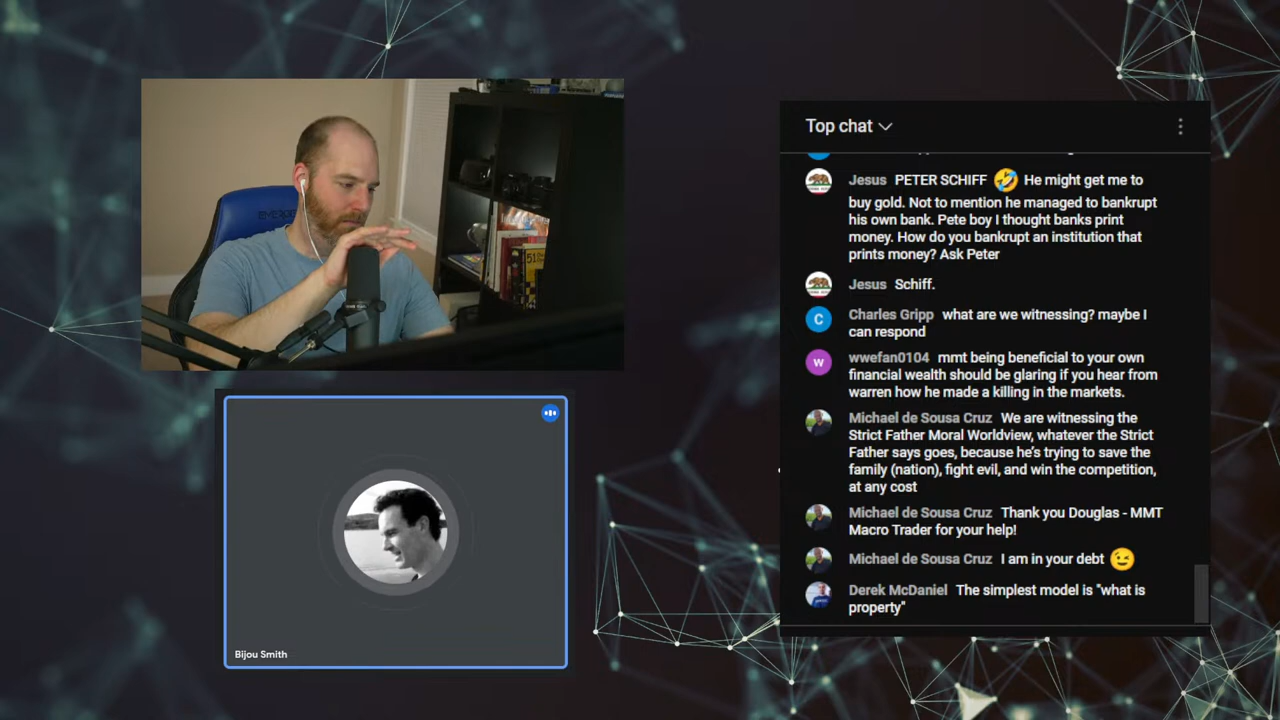 Top chat
Jesus PETER SCHIFF 🤣 He might get me to
buy gold. Not to mention he managed to bankrupt
his own bank. Pete boy I thought banks print
money. How do you bankrupt an institution that
prints money? Ask Peter
Jesus Schiff.
C
Charles Gripp what are we witnessing? maybe I
can respond
w
wwefan0104 mmt being beneficial to your own
financial wealth should be glaring if you hear from
warren how he made a killing in the markets.
Michael de Sousa Cruz We are witnessing the
Strict Father Moral Worldview, whatever the Strict
Father says goes, because he's trying to save the
family (nation), fight evil, and win the competition,
at any cost
Michael de Sousa Cruz Thank you Douglas - MMT
Macro Trader for your help!
Michael de Sousa Cruz I am in your debt 😉
Derek McDaniel The simplest model is "what is
property"
Bijou Smith
51